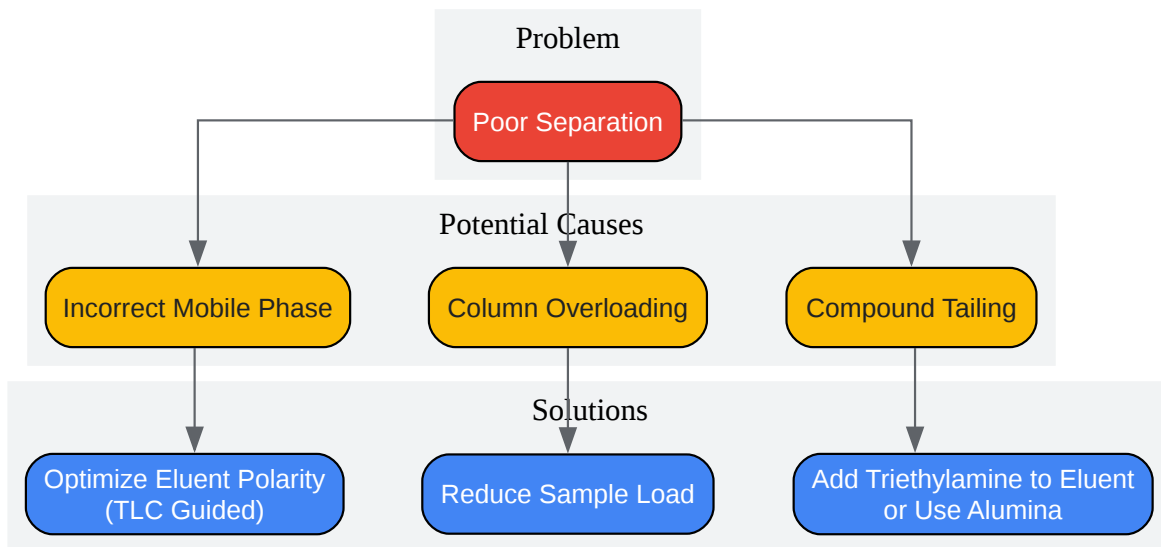 Problem
Poor Separation
Potential Causes
Incorrect Mobile Phase
Column Overloading
Compound Tailing
Solutions
Optimize Eluent Polarity
(TLC Guided)
Reduce Sample Load
Add Triethylamine to Eluent
or Use Alumina